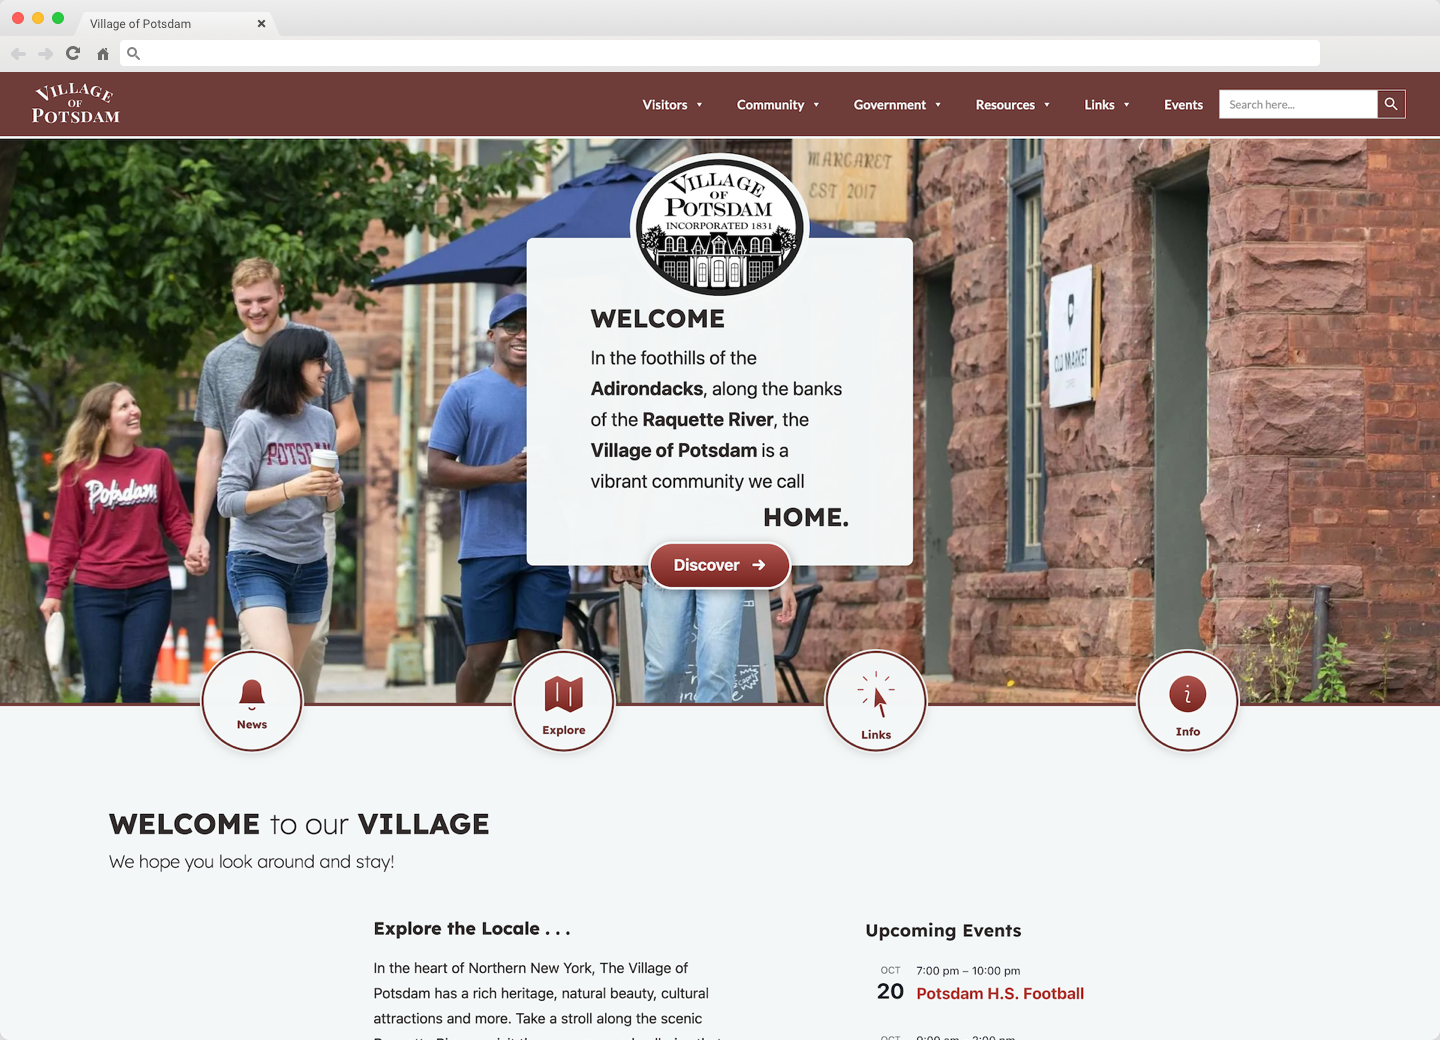 Village of Potsdam
VILLAGE
OF
POTSDAM
Visitors
Community
Government
Resources
Links
Events
Search here...
MARGARET
EST 2017
VILLAGE
OF
POTSDAM
INCORPORATED 1831
WELCOME
In the foothills of the
Adirondacks, along the banks
of the Raquette River, the
Village of Potsdam is a
vibrant community we call
HOME.
Discover
Potsdam
POTSDAM
MARKET
News
Explore
Links
Info
WELCOME to our VILLAGE
We hope you look around and stay!
Explore the Locale . . .
In the heart of Northern New York, The Village of
Potsdam has a rich heritage, natural beauty, cultural
attractions and more. Take a stroll along the scenic
Upcoming Events
OCT
20
7:00 pm – 10:00 pm
Potsdam H.S. Football
OCT